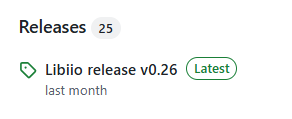 Releases 25
Libiio release v0.26 Latest
last month